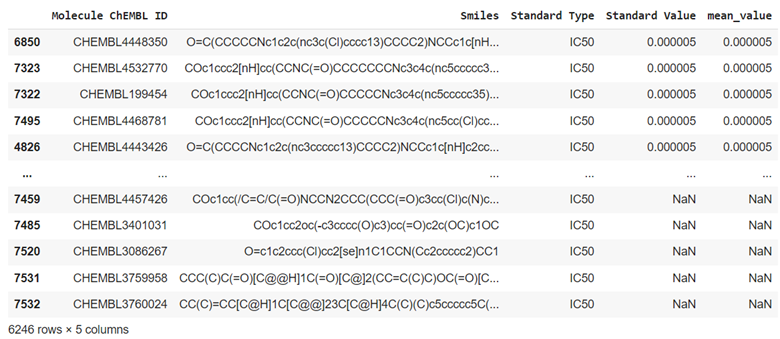 Molecule ChEMBL ID Smiles Standard Type Standard Value mean_value
6850 CHEMBL4448350 O=C(CCCCCNc1c2c(nc3c(Cl)cccc13)CCCC2)NCCc1c[nH... IC50 0.000005 0.000005
7323 CHEMBL4532770 COc1ccc2[nH]cc(CCNC(=O)CCCCCCCNc3c4c(nc5ccccc3... IC50 0.000005 0.000005
7322 CHEMBL199454 COc1ccc2[nH]cc(CCNC(=O)CCCCCNc3c4c(nc5ccccc35)... IC50 0.000005 0.000005
7495 CHEMBL4468781 COc1ccc2[nH]cc(CCNC(=O)CCCCCNc3c4c(nc5cc(Cl)cc... IC50 0.000005 0.000005
4826 CHEMBL4443426 O=C(CCCCNc1c2c(nc3ccccc13)CCCC2)NCCc1c[nH]c2cc... IC50 0.000005 0.000005
... ... ... ... ... ...
7459 CHEMBL4457426 COc1cc(/C=C/C(=O)NCCN2CCC(CCC(=O)c3cc(Cl)c(N)c... IC50 NaN NaN
7485 CHEMBL3401031 COc1cc2oc(-c3cccc(O)c3)cc(=O)c2c(OC)c1OC IC50 NaN NaN
7520 CHEMBL3086267 O=c1c2ccc(Cl)cc2[se]n1C1CCN(Cc2ccccc2)CC1 IC50 NaN NaN
7531 CHEMBL3759958 CCC(C)C(=O)[C@@H]1C(=O)[C@]2(CC=C(C)C)OC(=O)[C... IC50 NaN NaN
7532 CHEMBL3760024 CC(C)=CC[C@H]1C[C@@]23C[C@H]4C(C)(C)c5ccccc5C(... IC50 NaN NaN
6246 rows × 5 columns